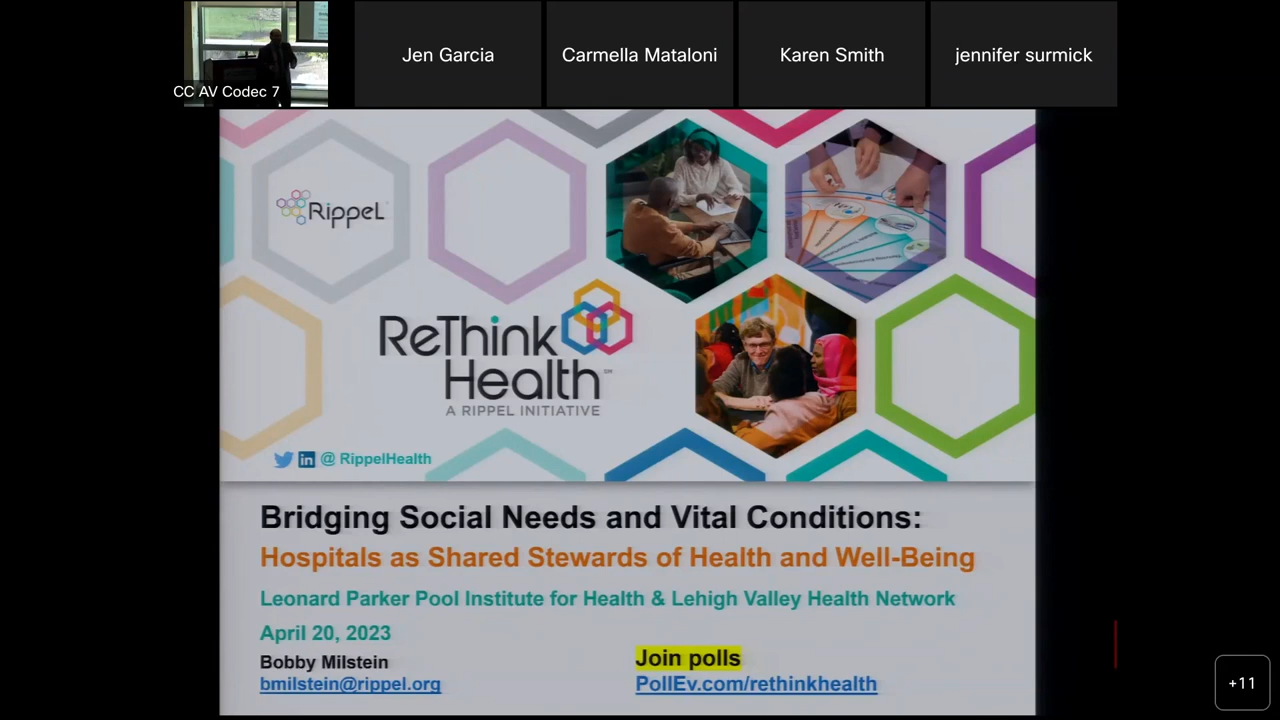 CC AV Codec 7
Jen Garcia
Carmella Mataloni
Karen Smith
jennifer surmick
RippeL
ReThink
Health℠
A RIPPEL INITIATIVE
@ RippelHealth
Bridging Social Needs and Vital Conditions:
Hospitals as Shared Stewards of Health and Well-Being
Leonard Parker Pool Institute for Health & Lehigh Valley Health Network
April 20, 2023
Bobby Milstein
bmilstein@rippel.org
Join polls
PollEv.com/rethinkhealth
+11